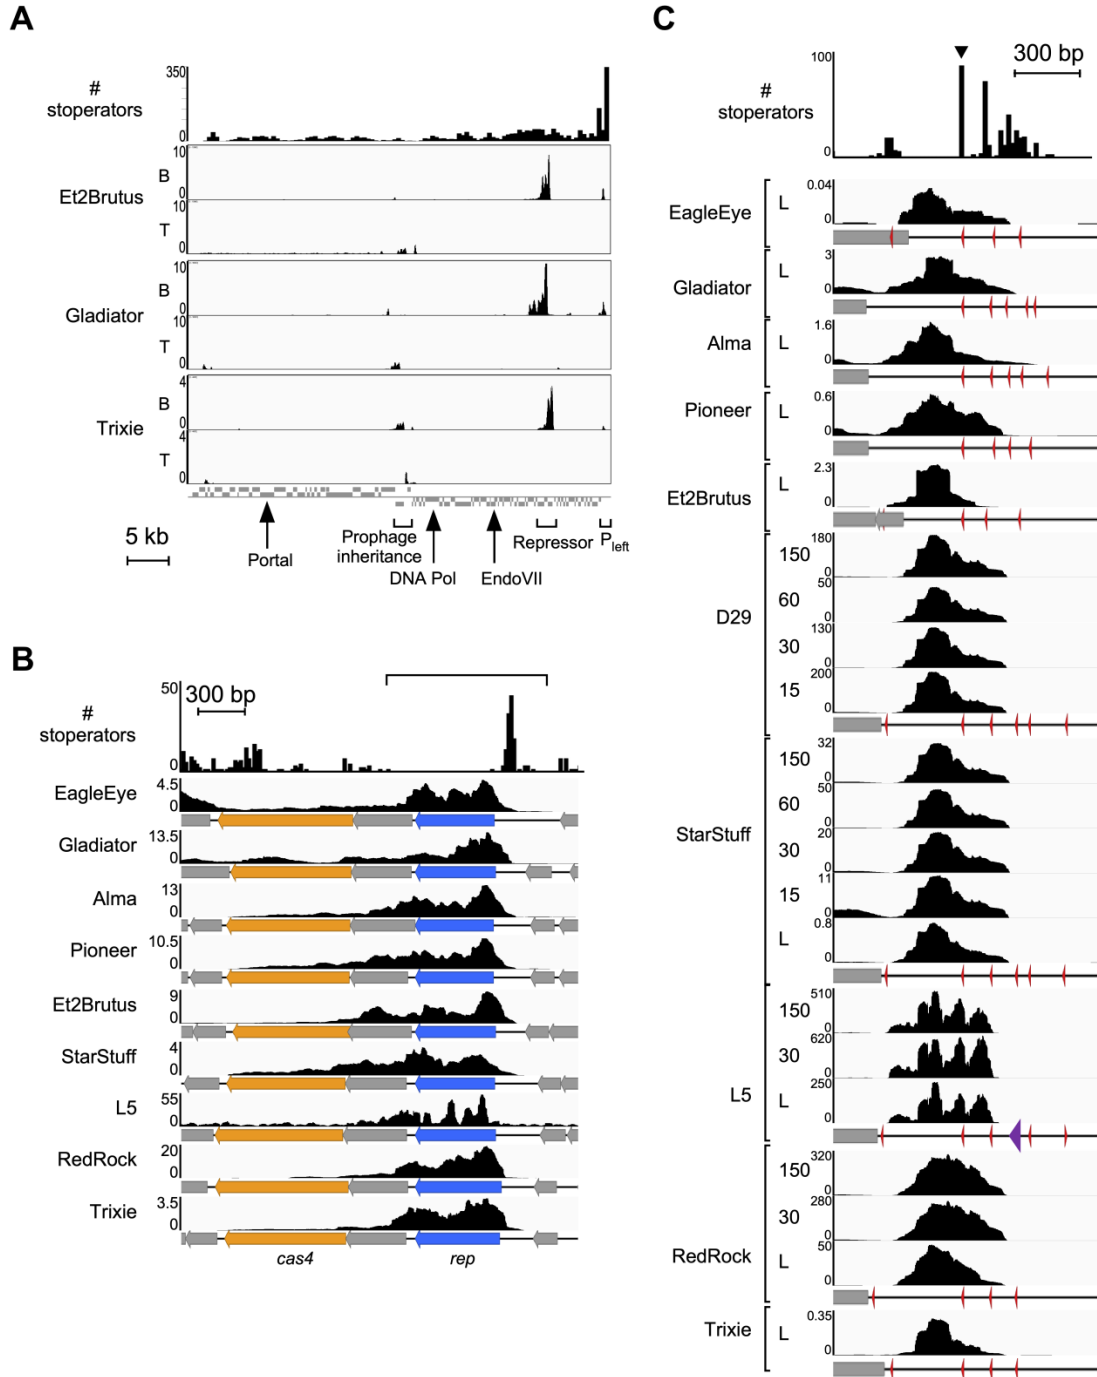 A
#
stoperators
350
0
Et2Brutus
B
10
0
T
10
0
Gladiator
B
10
0
T
10
0
Trixie
B
4
0
T
4
0
5 kb
Portal
Prophage
inheritance
DNA Pol
EndoVII
Repressor
Pleft
B
#
stoperators
50
0
300 bp
EagleEye
4.5
0
Gladiator
13.5
0
Alma
13
0
Pioneer
10.5
0
Et2Brutus
9
0
StarStuff
4
0
L5
55
0
RedRock
20
0
Trixie
3.5
0
cas4
rep
C
#
stoperators
100
0
300 bp
EagleEye
L
0.04
0
Gladiator
L
3
0
Alma
L
1.6
0
Pioneer
L
0.6
0
Et2Brutus
L
2.3
0
D29
150
180
0
60
50
0
30
130
0
15
200
0
StarStuff
150
32
0
60
50
0
30
20
0
15
11
0
L
0.8
0
L5
150
510
0
30
620
0
L
250
0
RedRock
150
320
0
30
280
0
L
50
0
Trixie
L
0.35
0